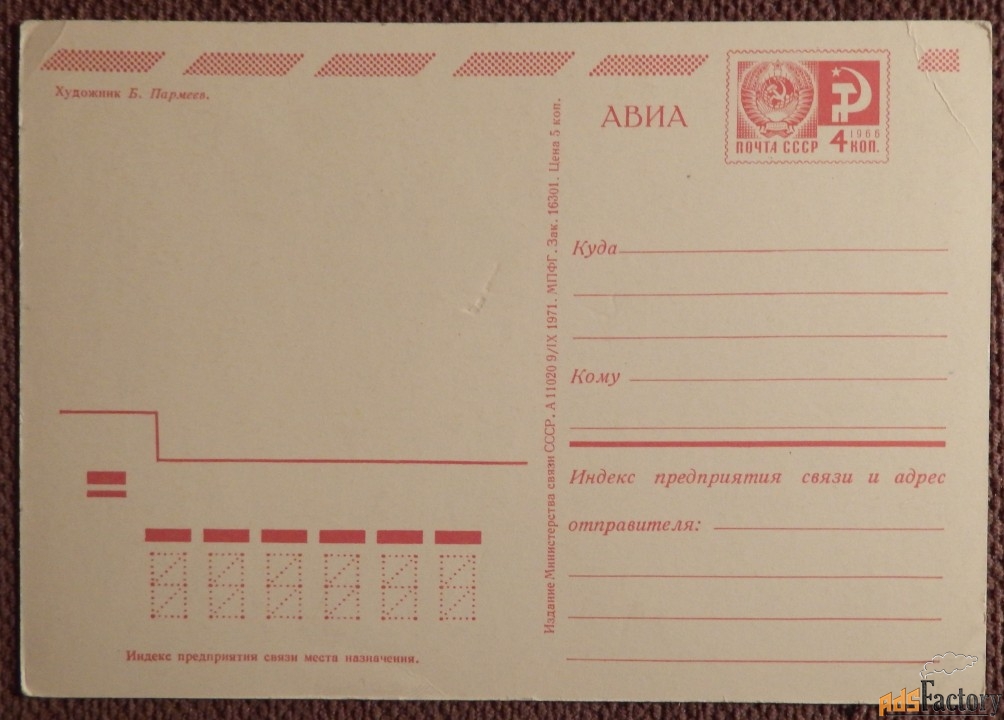 Художник Б. Пармеев.
АВИА
1966
ПОЧТА СССР 4 КОП.
Издание Министерства связи СССР. А 11020 9/IX 1971. МПФГ. Зак. 16301. Цена 5 коп.
Куда
Кому
Индекс предприятия связи и адрес
отправителя:
Индекс предприятия связи места назначения.
AdsFactory